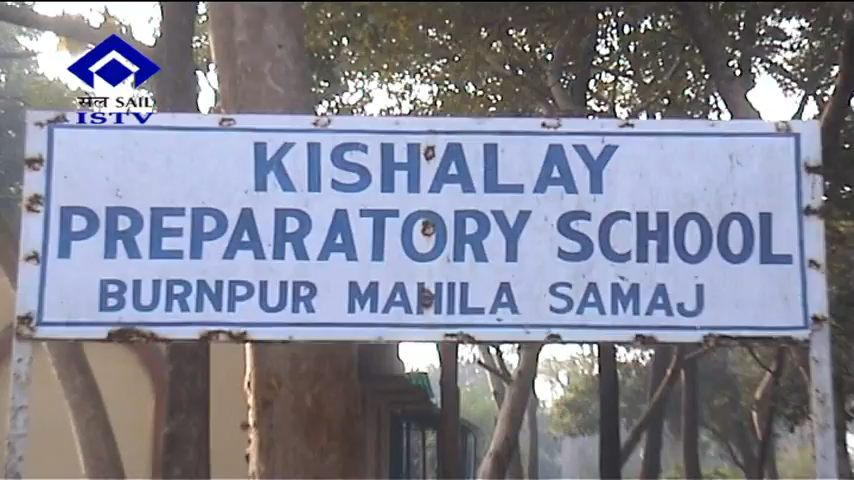 सेल SAIL
ISTV
KISHALAY
PREPARATORY SCHOOL
BURNPUR MAHILA SAMAJ